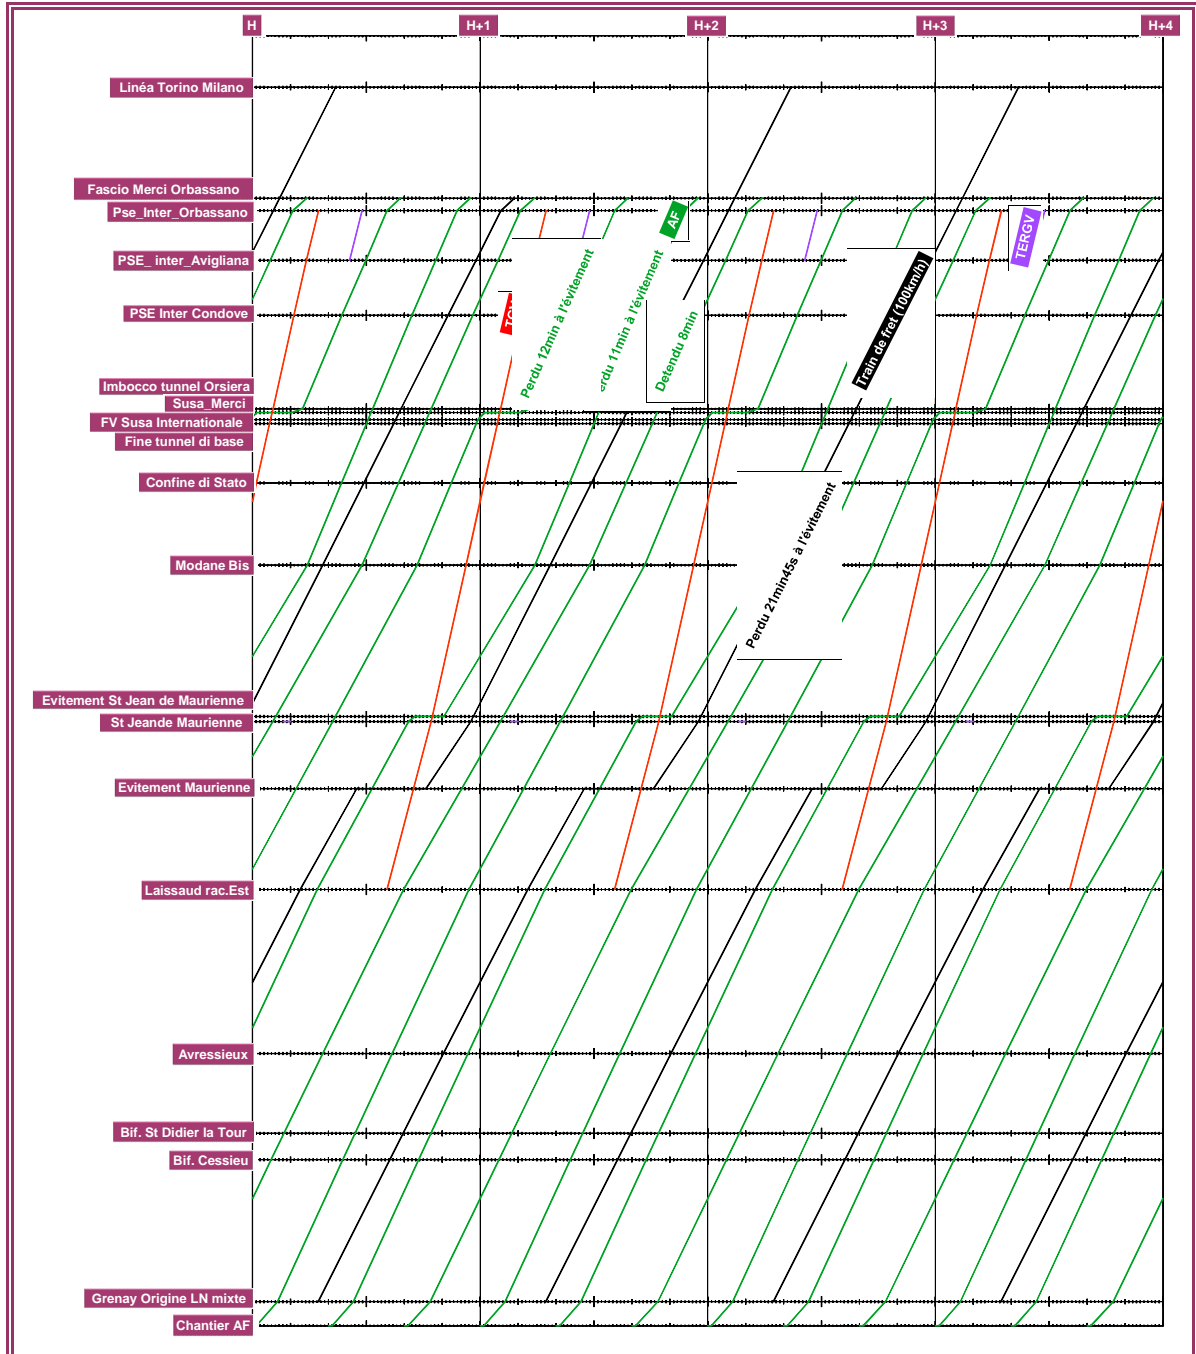 H
H+1
H+2
H+3
H+4
Linéa Torino Milano
Fascio Merci Orbassano
Pse_Inter_Orbassano
AF
TERGV
PSE_ inter_Avigliana
PSE Inter Condove
Perdu 12min à l'évitement
11min à l'évitement
Detendu 8min
Train de fret (100km/h)
Imbocco tunnel Orsiera
Susa_Merci
FV Susa Internationale
Fine tunnel di base
Confine di Stato
Perdu 21min45s à l'évitement
Modane Bis
Evitement St Jean de Maurienne
St Jeande Maurienne
Evitement Maurienne
Laissaud rac.Est
Avressieux
Bif. St Didier la Tour
Bif. Cessieu
Grenay Origine LN mixte
Chantier AF